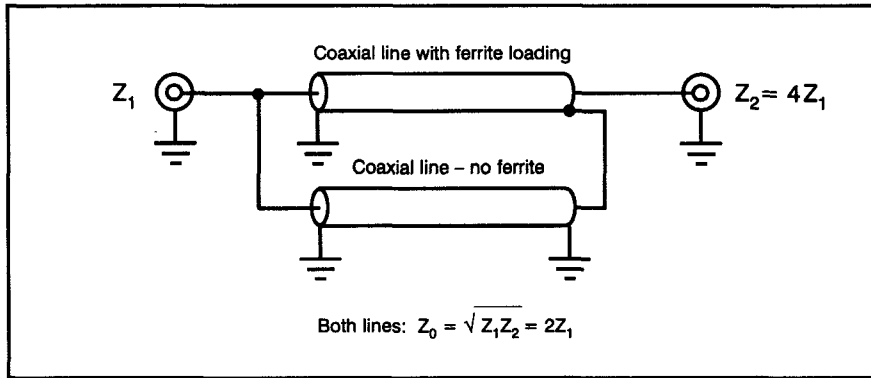 Coaxial line with ferrite loading
Z₁
Z₂ = 4Z₁
Coaxial line – no ferrite
Both lines: Z₀ = √Z₁Z₂ = 2Z₁